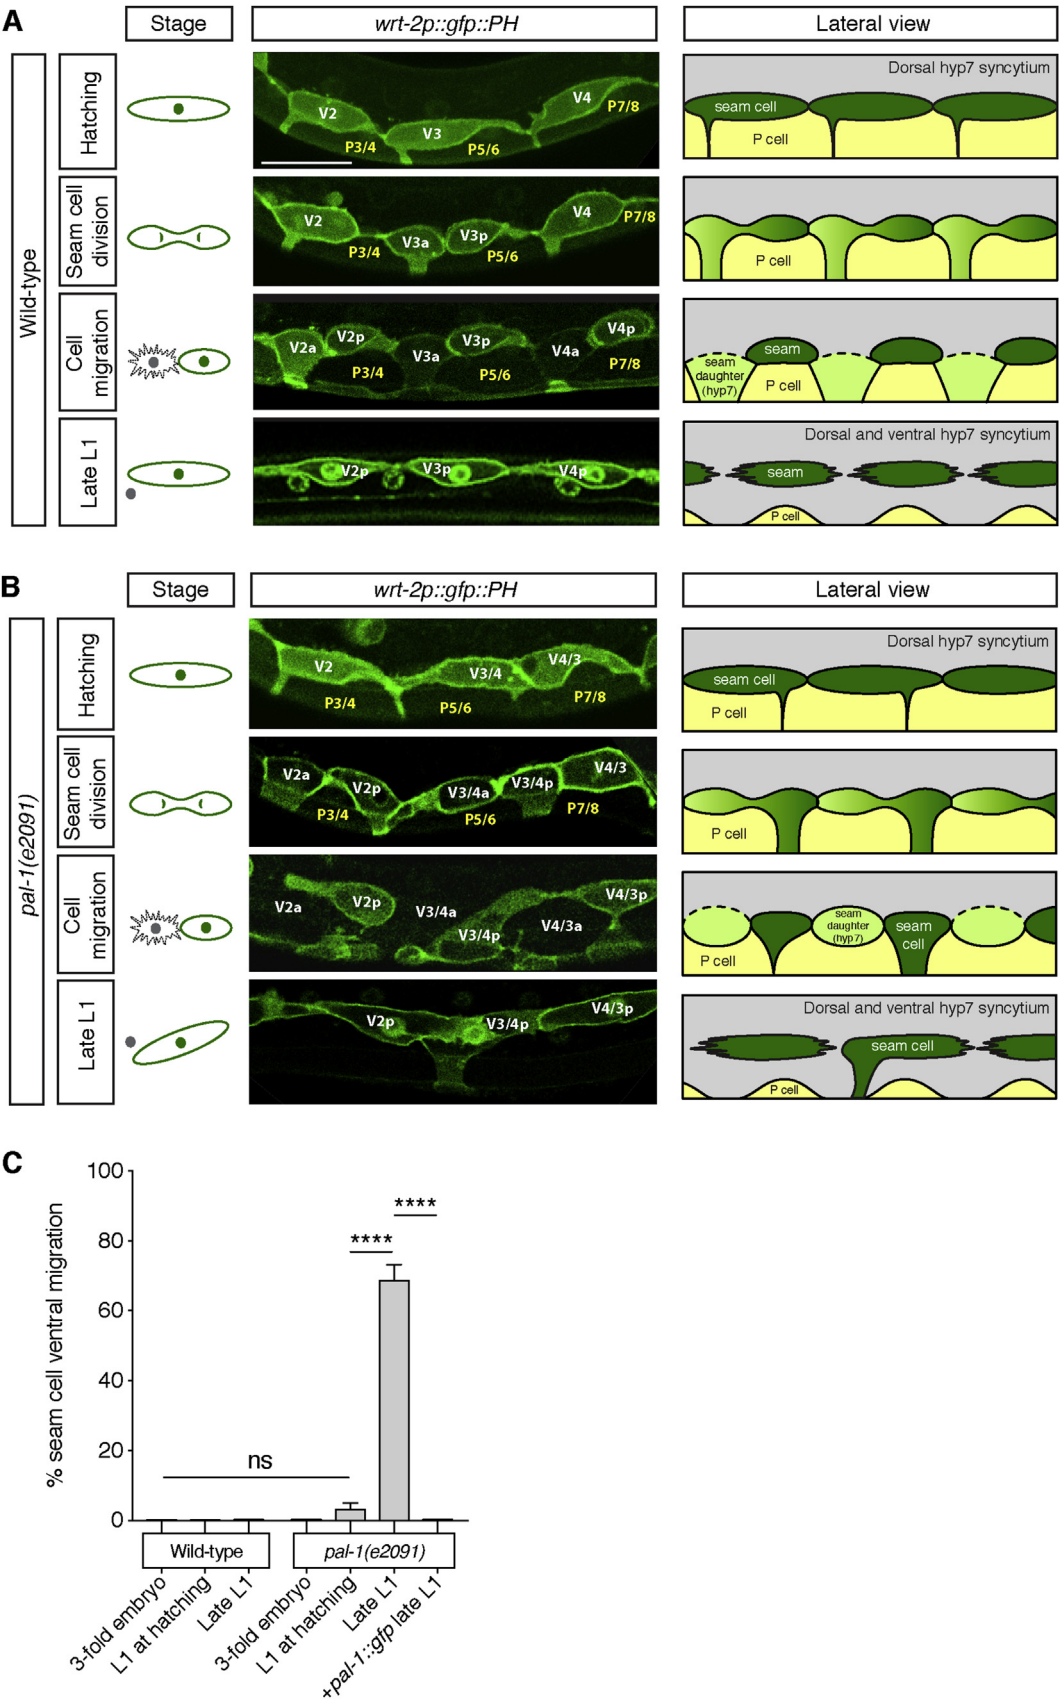 A
Stage
wrt-2p::gfp::PH
Lateral view
Wild-type
Hatching
V2
V3
V4
P3/4
P5/6
P7/8
Dorsal hyp7 syncytium
seam cell
P cell
Seam cell
division
V2
V3a
V3p
V4
P3/4
P5/6
P7/8
P cell
Cell
migration
V2a
V2p
V3a
V3p
V4a
V4p
P3/4
P5/6
P7/8
seam
daughter
(hyp7)
seam
P cell
Late L1
V2p
V3p
V4p
Dorsal and ventral hyp7 syncytium
seam
P cell
B
Stage
wrt-2p::gfp::PH
Lateral view
pal-1(e2091)
Hatching
V2
V3/4
V4/3
P3/4
P5/6
P7/8
Dorsal hyp7 syncytium
seam cell
P cell
Seam cell
division
V2a
V2p
V3/4a
V3/4p
V4/3
P3/4
P5/6
P7/8
P cell
Cell
migration
V2a
V2p
V3/4a
V3/4p
V4/3a
V4/3p
seam
daughter
(hyp7)
seam
cell
P cell
Late L1
V2p
V3/4p
V4/3p
Dorsal and ventral hyp7 syncytium
seam cell
P cell
C
% seam cell ventral migration
100
80
60
40
20
0
ns
****
****
Wild-type
pal-1(e2091)
3-fold embryo
L1 at hatching
Late L1
3-fold embryo
L1 at hatching
Late L1
+pal-1::gfp late L1